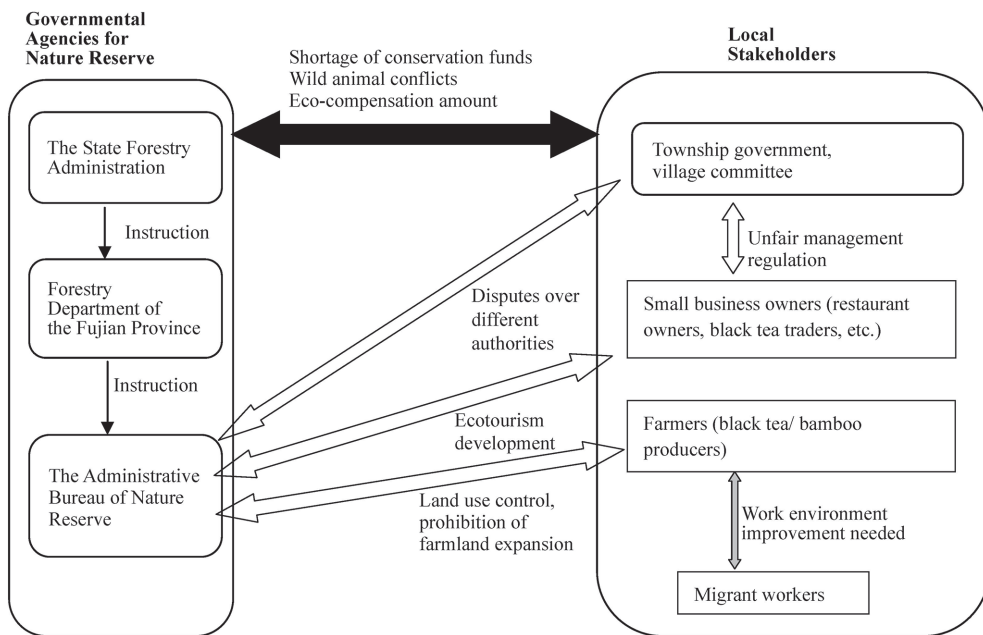 Governmental
Agencies for
Nature Reserve
The State Forestry
Administration
Instruction
Forestry
Department of
the Fujian Province
Instruction
The Administrative
Bureau of Nature
Reserve
Shortage of conservation funds
Wild animal conflicts
Eco-compensation amount
Disputes over
different
authorities
Ecotourism
development
Land use control,
prohibition of
farmland expansion
Local
Stakeholders
Township government,
village committee
Unfair management
regulation
Small business owners (restaurant
owners, black tea traders, etc.)
Farmers (black tea/ bamboo
producers)
Work environment
improvement needed
Migrant workers